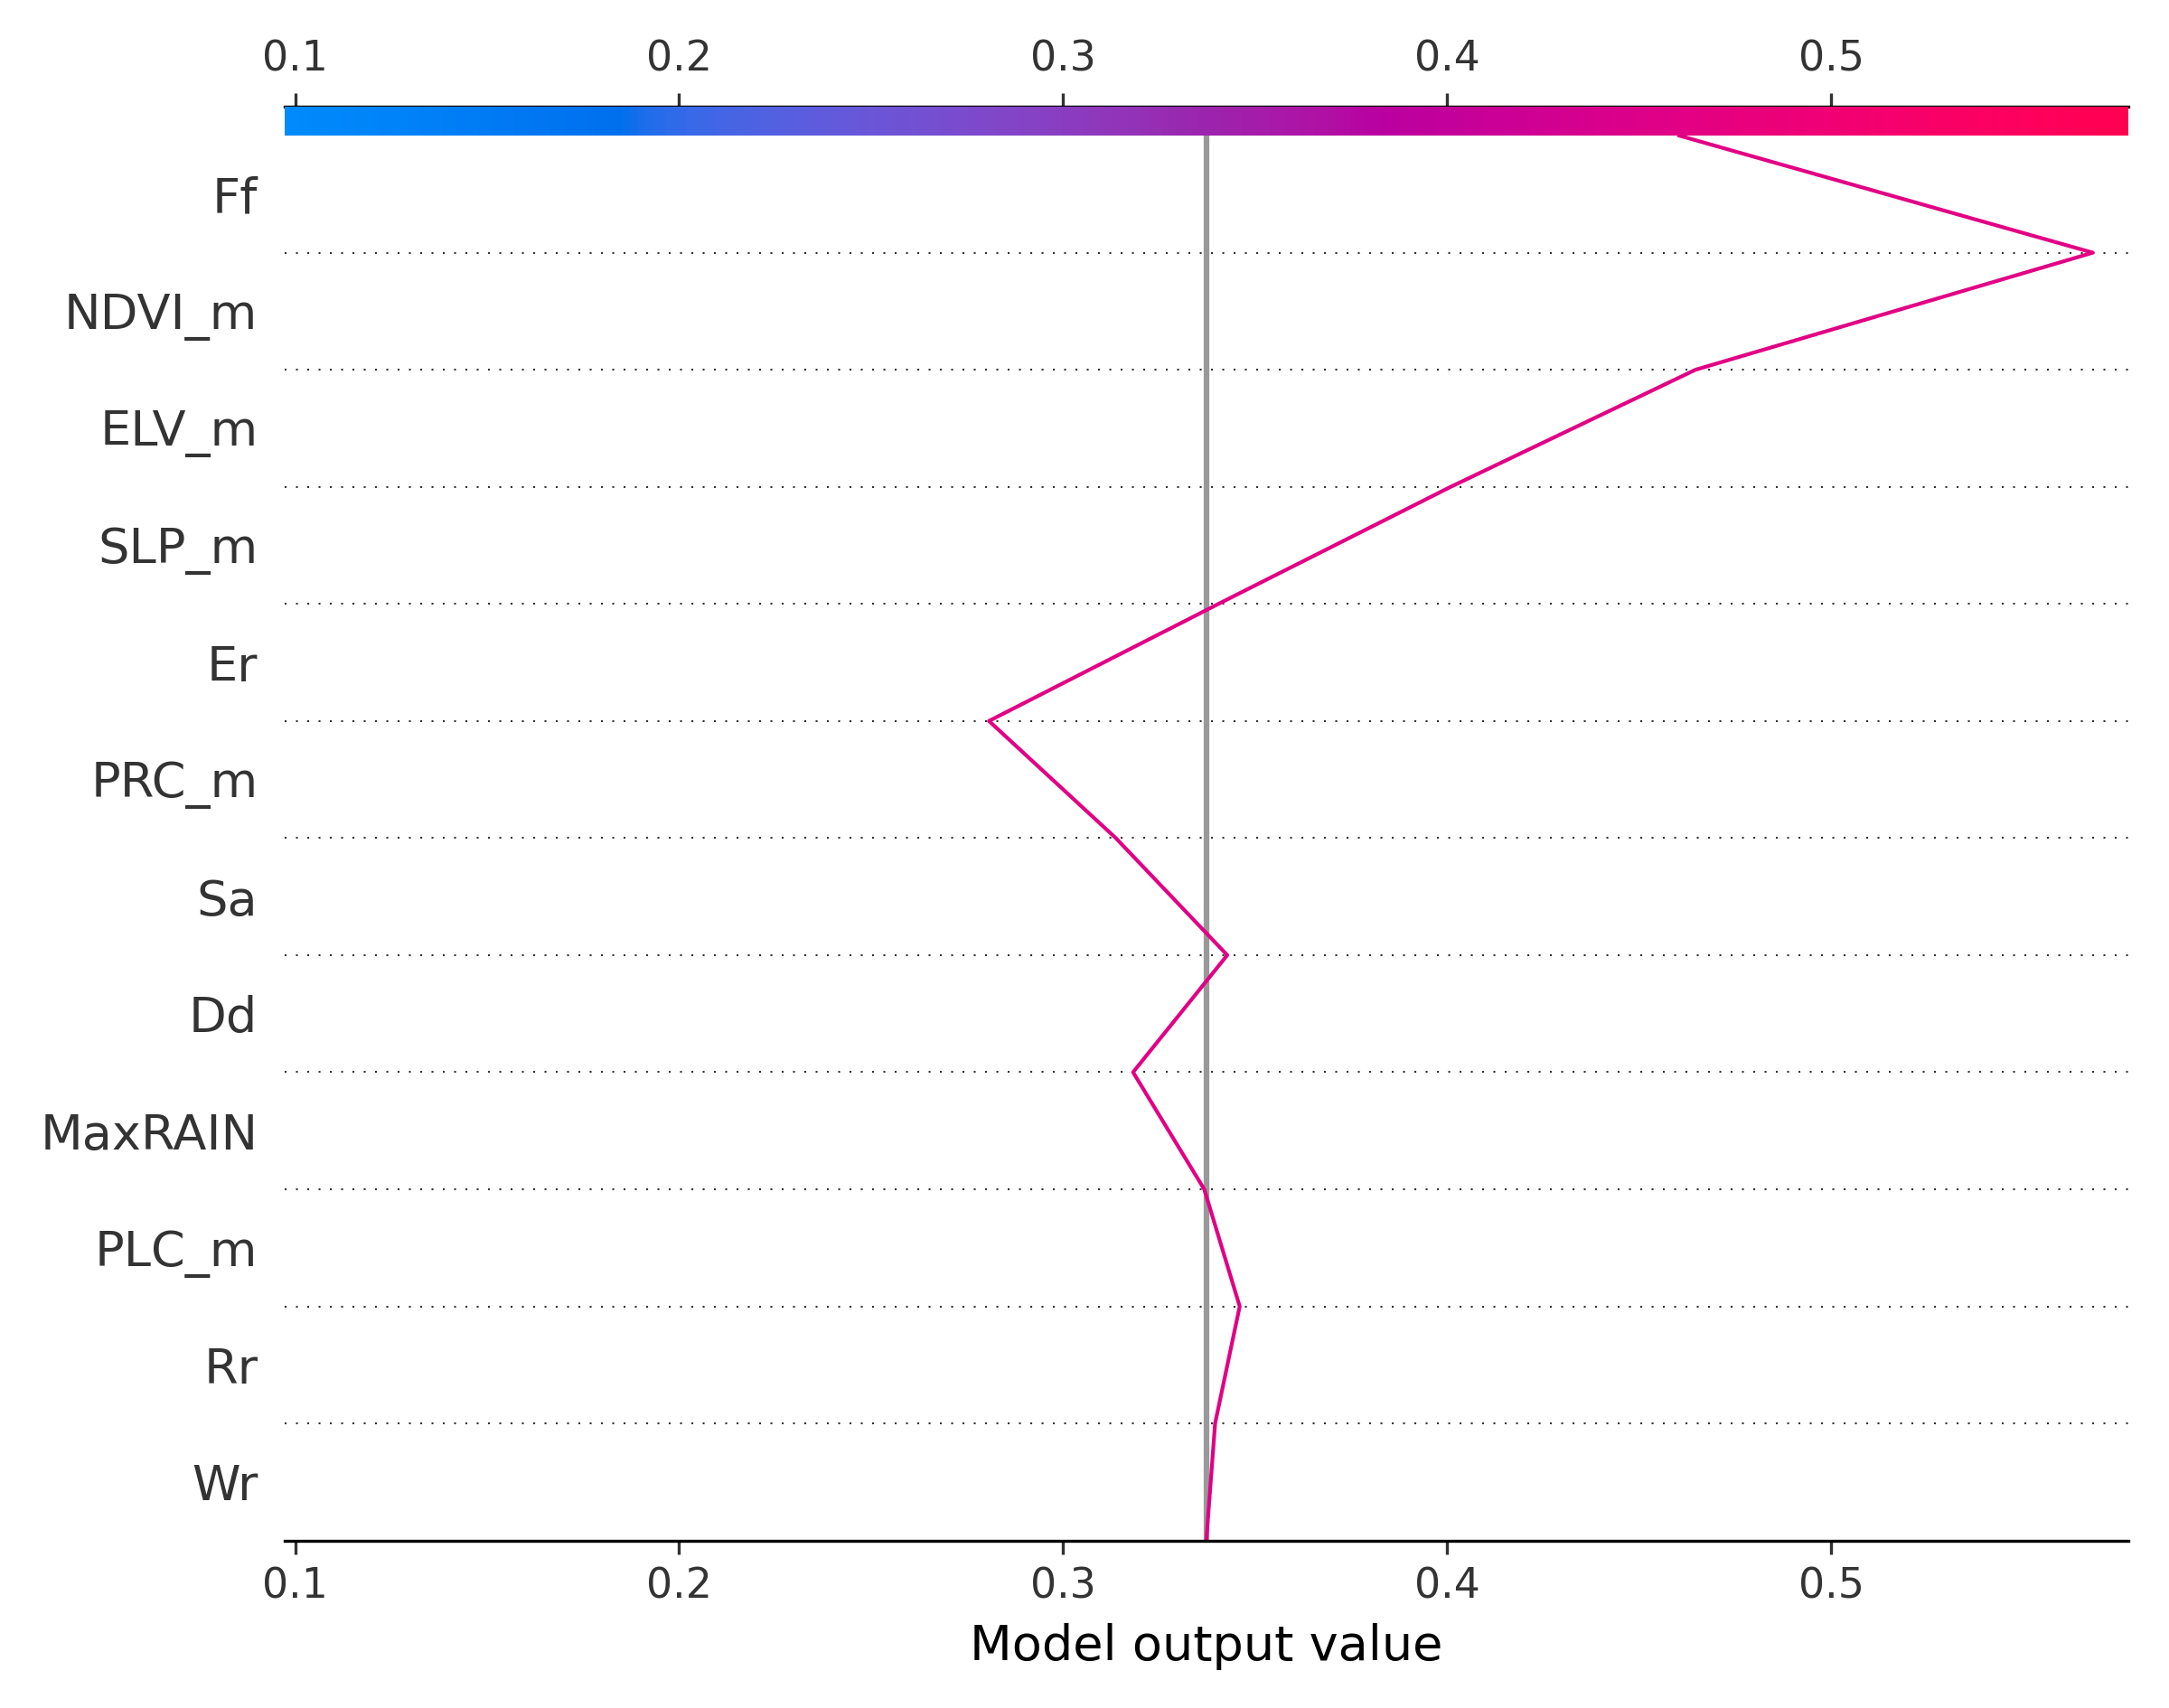 0.1 0.2 0.3 0.4 0.5
Ff
NDVI_m
ELV_m
SLP_m
Er
PRC_m
Sa
Dd
MaxRAIN
PLC_m
Rr
Wr
0.1 0.2 0.3 0.4 0.5
Model output value